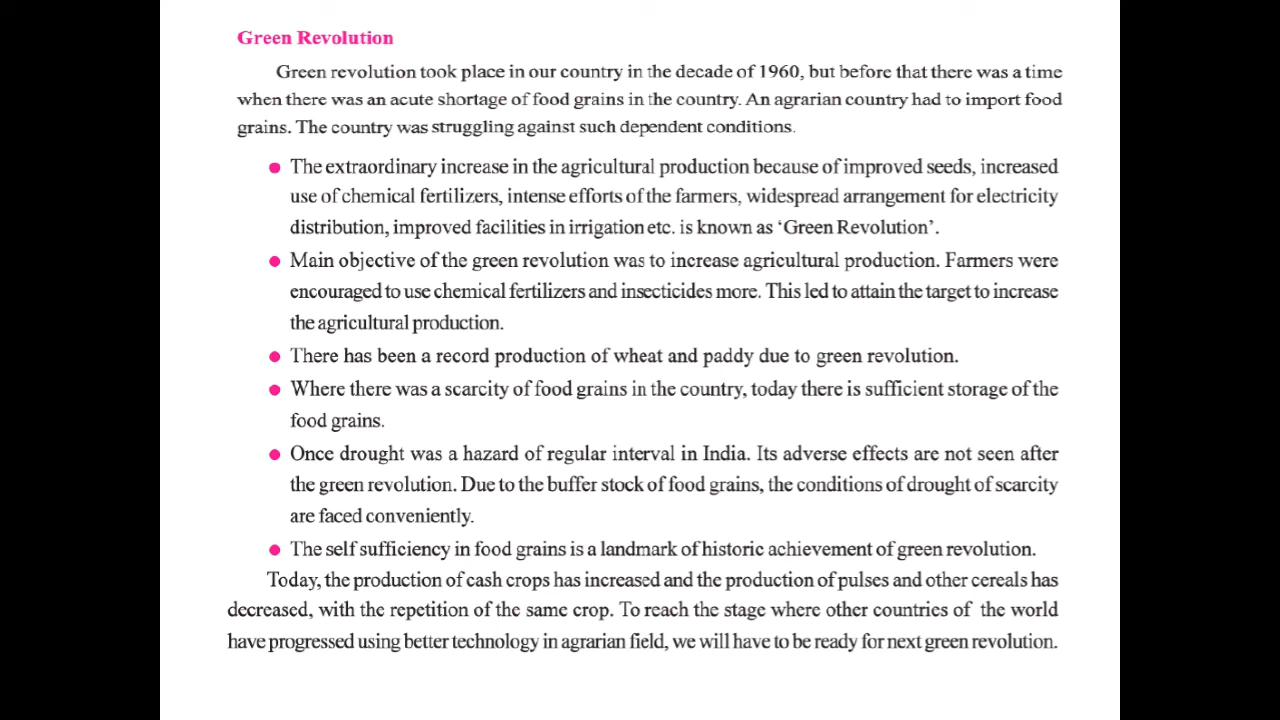 Green Revolution
Green revolution took place in our country in the decade of 1960, but before that there was a time
when there was an acute shortage of food grains in the country. An agrarian country had to import food
grains. The country was struggling against such dependent conditions.
● The extraordinary increase in the agricultural production because of improved seeds, increased
use of chemical fertilizers, intense efforts of the farmers, widespread arrangement for electricity
distribution, improved facilities in irrigation etc. is known as ‘Green Revolution’.
● Main objective of the green revolution was to increase agricultural production. Farmers were
encouraged to use chemical fertilizers and insecticides more. This led to attain the target to increase
the agricultural production.
● There has been a record production of wheat and paddy due to green revolution.
● Where there was a scarcity of food grains in the country, today there is sufficient storage of the
food grains.
● Once drought was a hazard of regular interval in India. Its adverse effects are not seen after
the green revolution. Due to the buffer stock of food grains, the conditions of drought of scarcity
are faced conveniently.
● The self sufficiency in food grains is a landmark of historic achievement of green revolution.
Today, the production of cash crops has increased and the production of pulses and other cereals has
decreased, with the repetition of the same crop. To reach the stage where other countries of the world
have progressed using better technology in agrarian field, we will have to be ready for next green revolution.